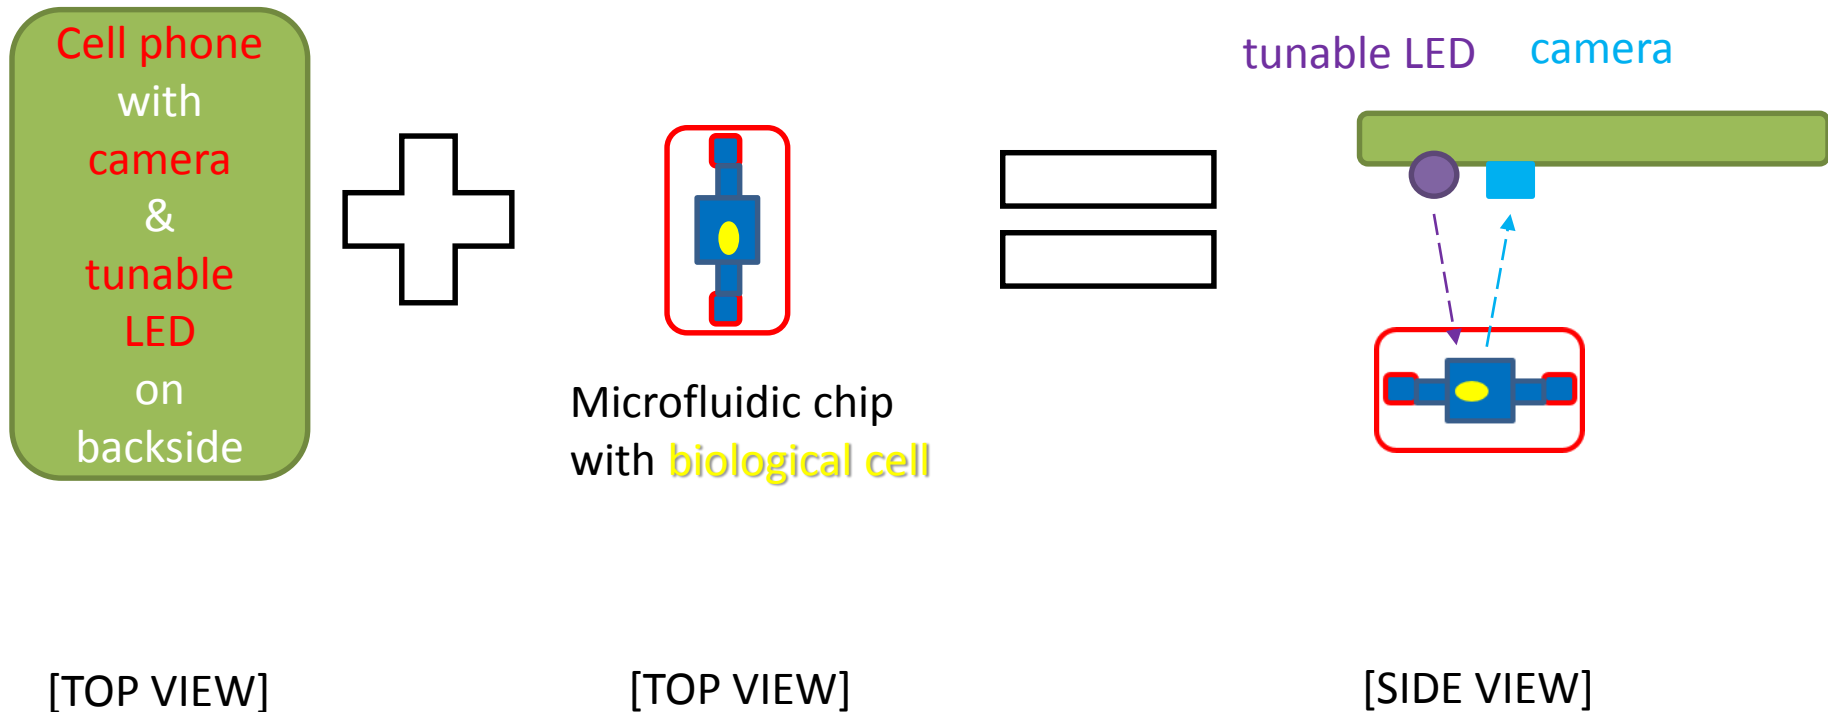 Cell phone
with
camera
&
tunable
LED
on
backside
Microfluidic chip
with biological cell
tunable LED
camera
[TOP VIEW]
[TOP VIEW]
[SIDE VIEW]